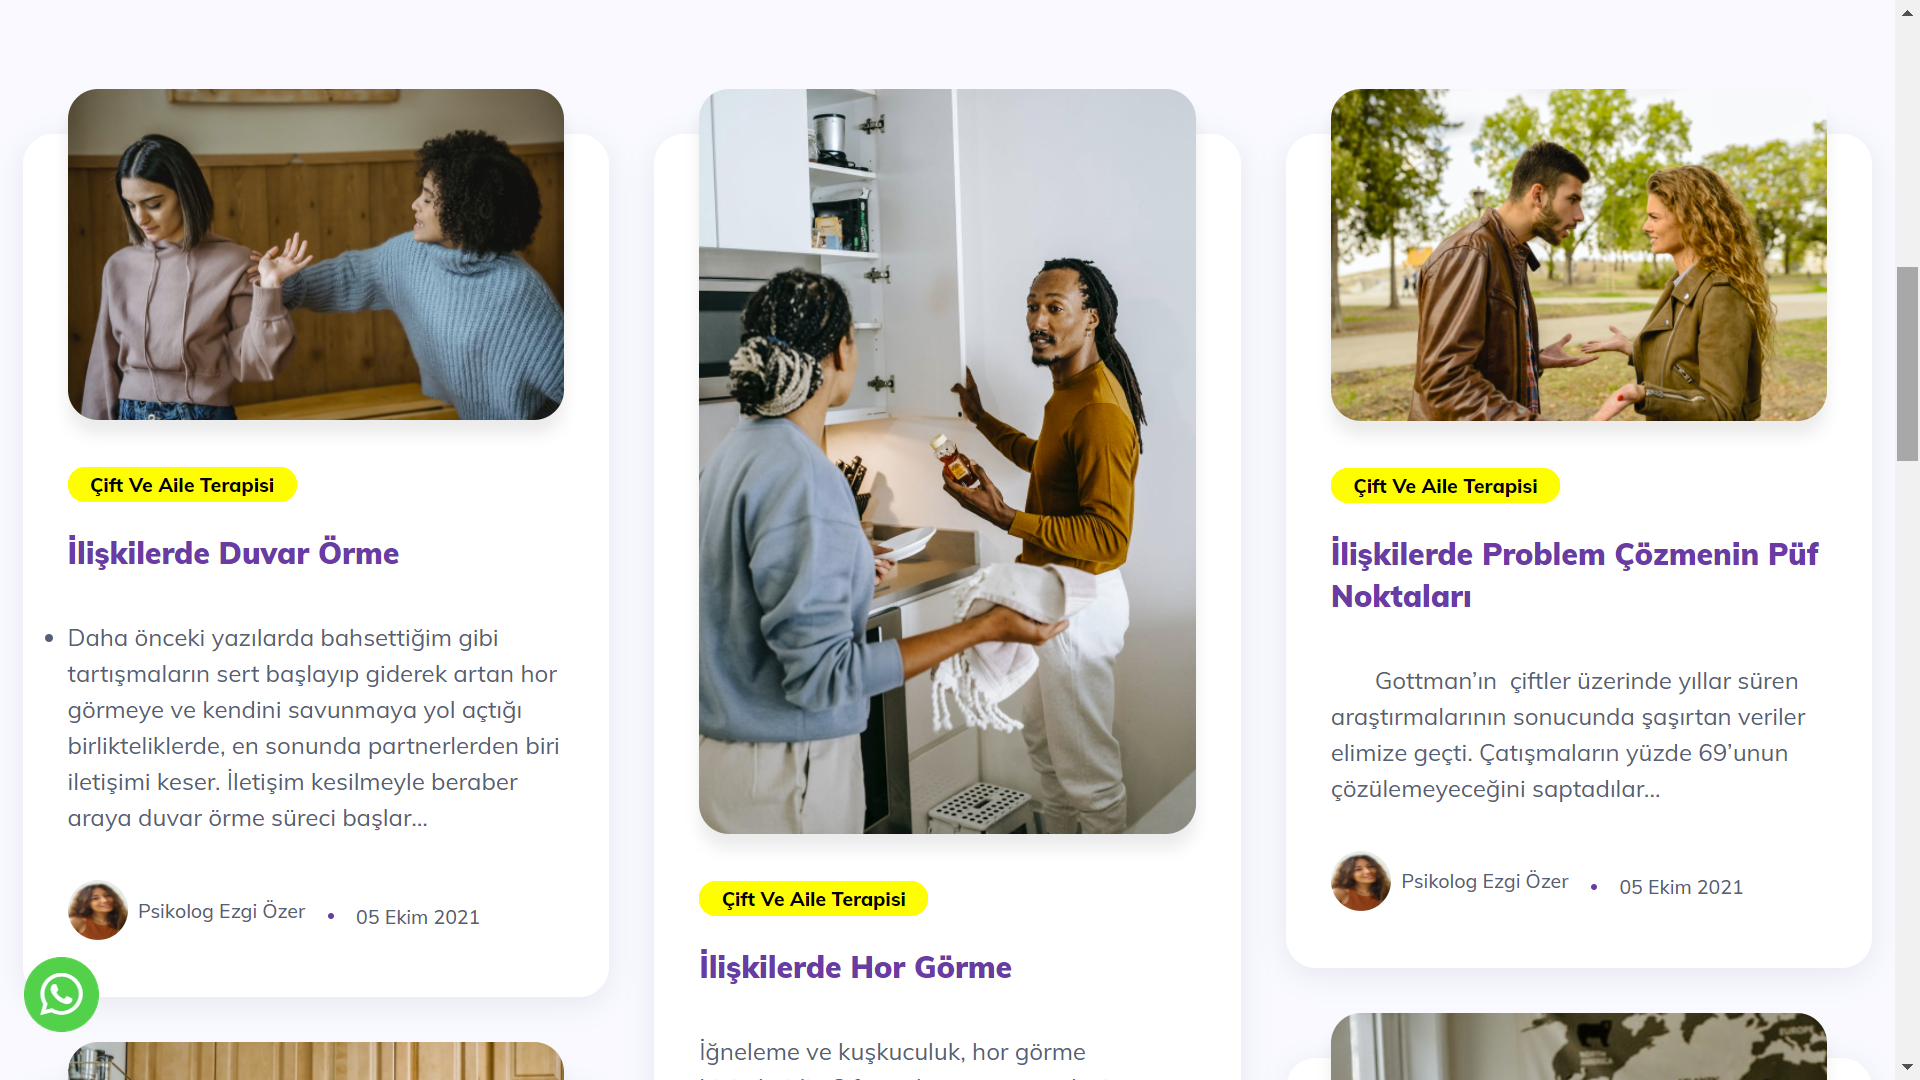 Çift Ve Aile Terapisi
İlişkilerde Duvar Örme
Daha önceki yazılarda bahsettiğim gibi
tartışmaların sert başlayıp giderek artan hor
görmeye ve kendini savunmaya yol açtığı
birlikteliklerde, en sonunda partnerlerden biri
iletişimi keser. İletişim kesilmeyle beraber
araya duvar örme süreci başlar...
Psikolog Ezgi Özer • 05 Ekim 2021
Çift Ve Aile Terapisi
İlişkilerde Hor Görme
İğneleme ve kuşkuculuk, hor görme
Çift Ve Aile Terapisi
İlişkilerde Problem Çözmenin Püf
Noktaları
Gottman’ın  çiftler üzerinde yıllar süren
araştırmalarının sonucunda şaşırtan veriler
elimize geçti. Çatışmaların yüzde 69’unun
çözülemeyeceğini saptadılar...
Psikolog Ezgi Özer • 05 Ekim 2021